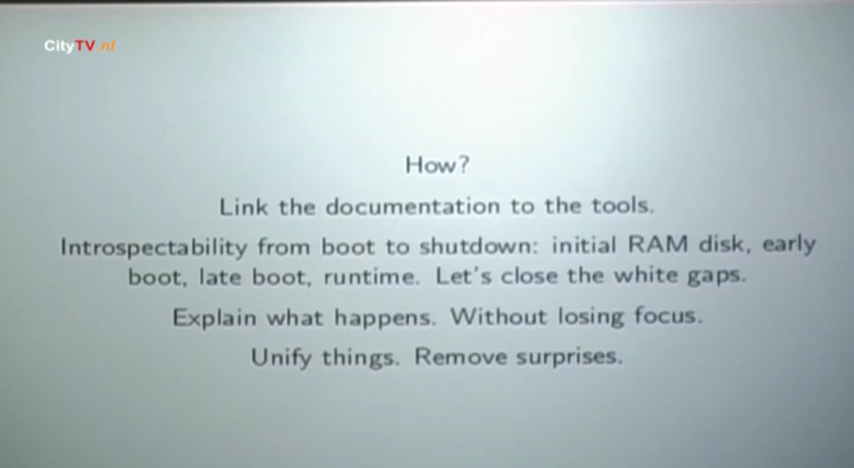 CityTV.nl
How?
Link the documentation to the tools.
Introspectability from boot to shutdown: initial RAM disk, early
boot, late boot, runtime. Let's close the white gaps.
Explain what happens. Without losing focus.
Unify things. Remove surprises.